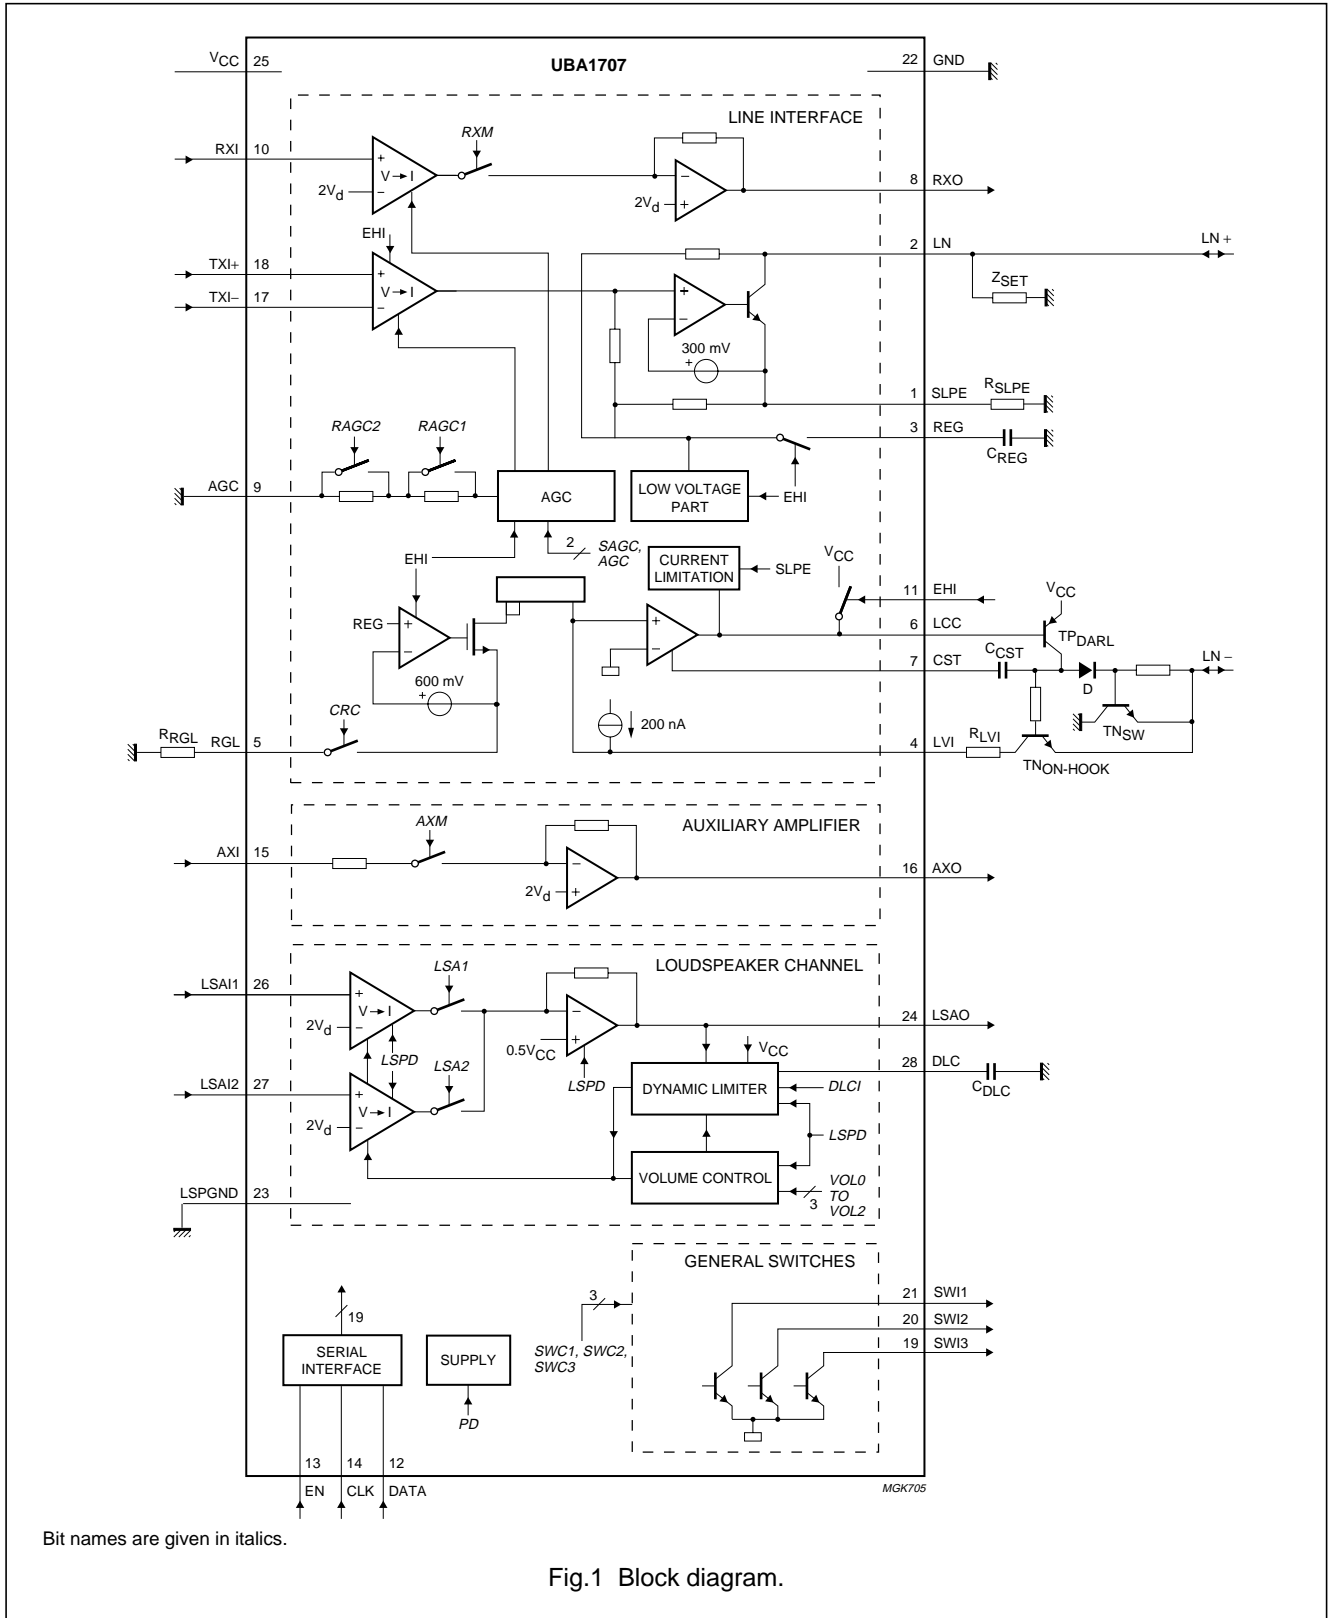 UBA1707
VCC 25
22 GND
LINE INTERFACE
RXI 10
RXM
+
V → I
−
2Vd
−
+
2Vd
8 RXO
EHI
2 LN
LN +
TXI+ 18
TXI− 17
+
V → I
−
+
−
ZSET
300 mV
+
1 SLPE
RSLPE
3 REG
CREG
RAGC2
RAGC1
AGC 9
AGC
LOW VOLTAGE
PART
EHI
2
SAGC,
AGC
EHI
CURRENT
LIMITATION
SLPE
VCC
11 EHI
VCC
REG
+
−
+
−
6 LCC
TPDARL
7 CST
CCST
LN −
D
600 mV
+
200 nA
TNSW
CRC
RRGL
RGL 5
4 LVI
RLVI
TNON-HOOK
AUXILIARY AMPLIFIER
AXM
AXI 15
−
+
2Vd
16 AXO
LOUDSPEAKER CHANNEL
LSAI1 26
LSA1
+
V → I
−
2Vd
−
+
0.5VCC
24 LSAO
LSPD
LSPD
VCC
28 DLC
CDLC
LSAI2 27
LSA2
+
V → I
−
2Vd
DYNAMIC LIMITER
DLCI
LSPD
VOLUME CONTROL
VOL0
TO
VOL2
3
LSPGND 23
GENERAL SWITCHES
3
SWC1, SWC2,
SWC3
21 SWI1
20 SWI2
19 SWI3
19
SERIAL
INTERFACE
SUPPLY
PD
13 14 12
EN CLK DATA
MGK705
Bit names are given in italics.
Fig.1 Block diagram.